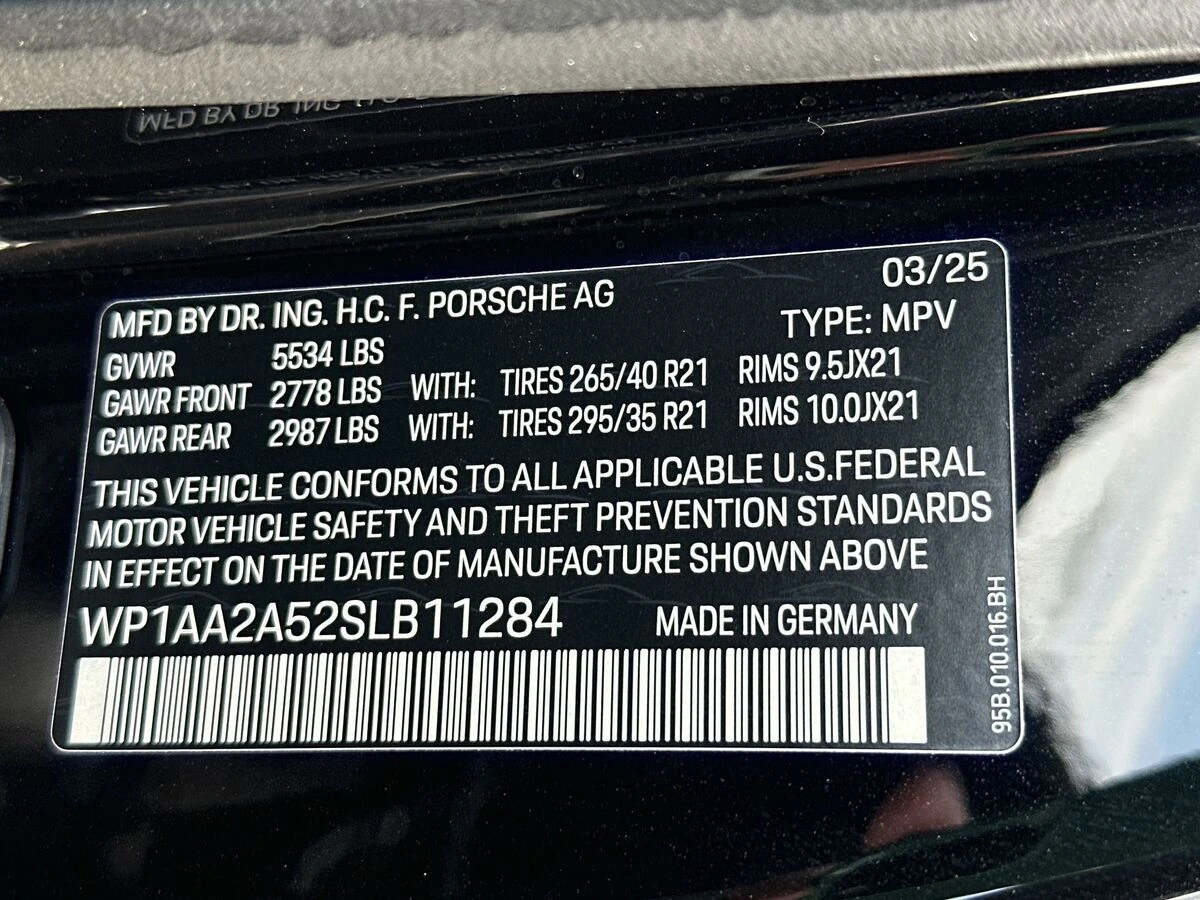 MFD BY DR. ING. H.C. F. PORSCHE AG 03/25
TYPE: MPV
GVWR 5534 LBS
GAWR FRONT 2778 LBS WITH: TIRES 265/40 R21 RIMS 9.5JX21
GAWR REAR 2987 LBS WITH: TIRES 295/35 R21 RIMS 10.0JX21
THIS VEHICLE CONFORMS TO ALL APPLICABLE U.S.FEDERAL
MOTOR VEHICLE SAFETY AND THEFT PREVENTION STANDARDS
IN EFFECT ON THE DATE OF MANUFACTURE SHOWN ABOVE
WP1AA2A52SLB11284 MADE IN GERMANY
95B.010.016.BH